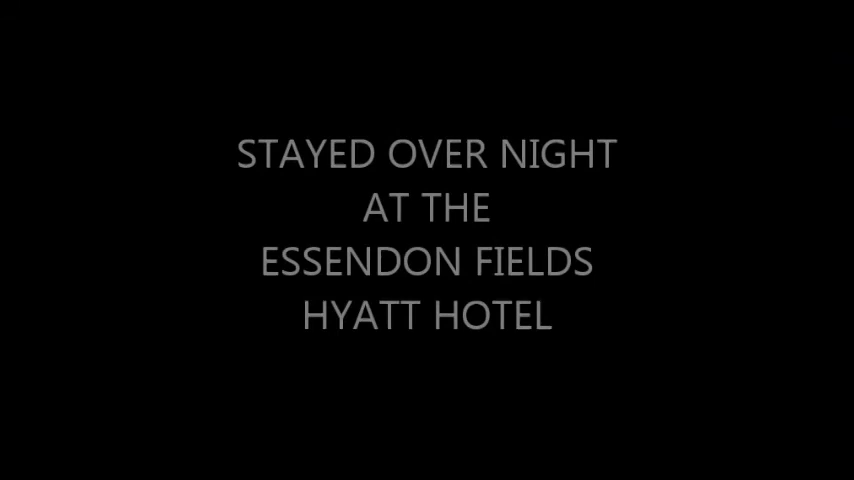 STAYED OVER NIGHT
AT THE
ESSENDON FIELDS
HYATT HOTEL